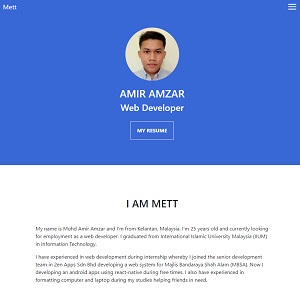 Mett
AMIR AMZAR
Web Developer
MY RESUME
I AM METT
My name is Mohd Amir Amzar and I'm from Kelantan, Malaysia. I'm 25 years old and currently looking
for employment as a web developer. I graduated from International Islamic University Malaysia (IIUM)
in Information Technology.
I have experienced in web development during internship whereby I joined the senior development
team in Zen Apps Sdn Bhd developing a web system for Majlis Bandaraya Shah Alam (MBSA). Now I
developing an android apps using react-native during free times. I also have experienced in
formatting computer and laptop during my studies helping friends in need.